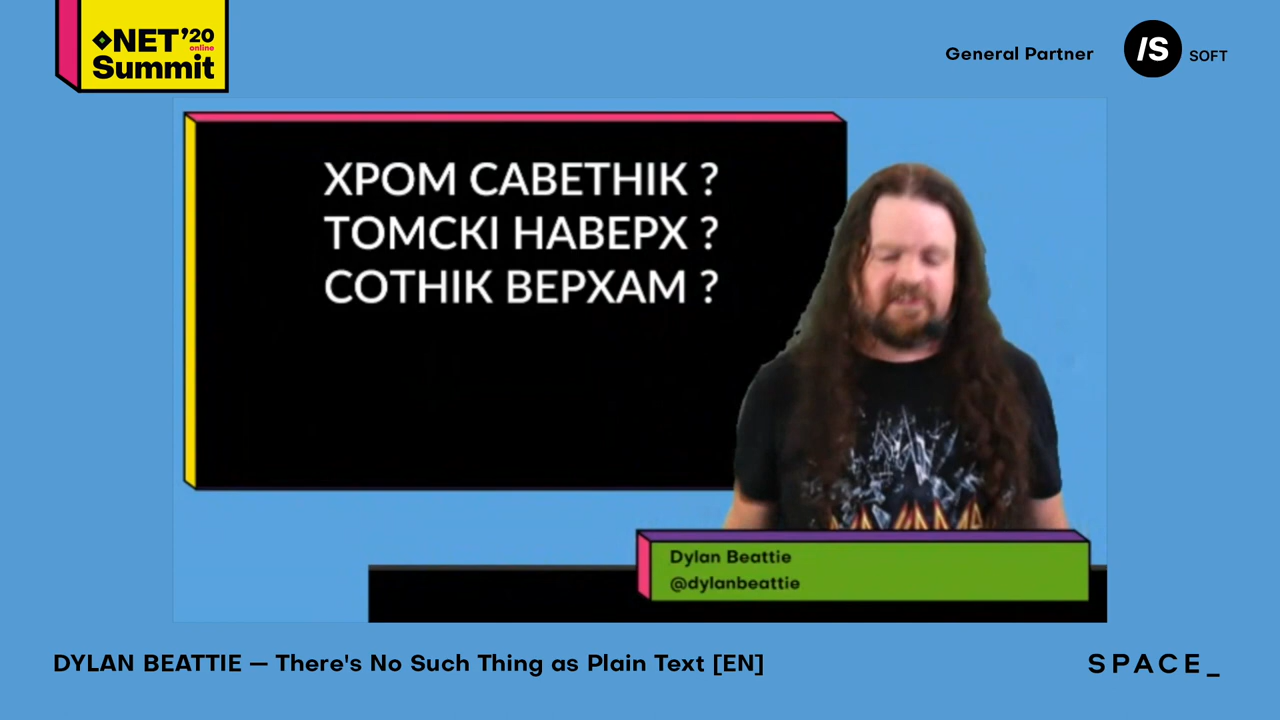 .NET'20
online
Summit
General Partner
/S SOFT
ХРОМ САВЕТНІК ?
ТОМСКІ НАВЕРХ ?
СОТНІК ВЕРХАМ ?
Dylan Beattie
@dylanbeattie
DYLAN BEATTIE — There's No Such Thing as Plain Text [EN]
SPACE_